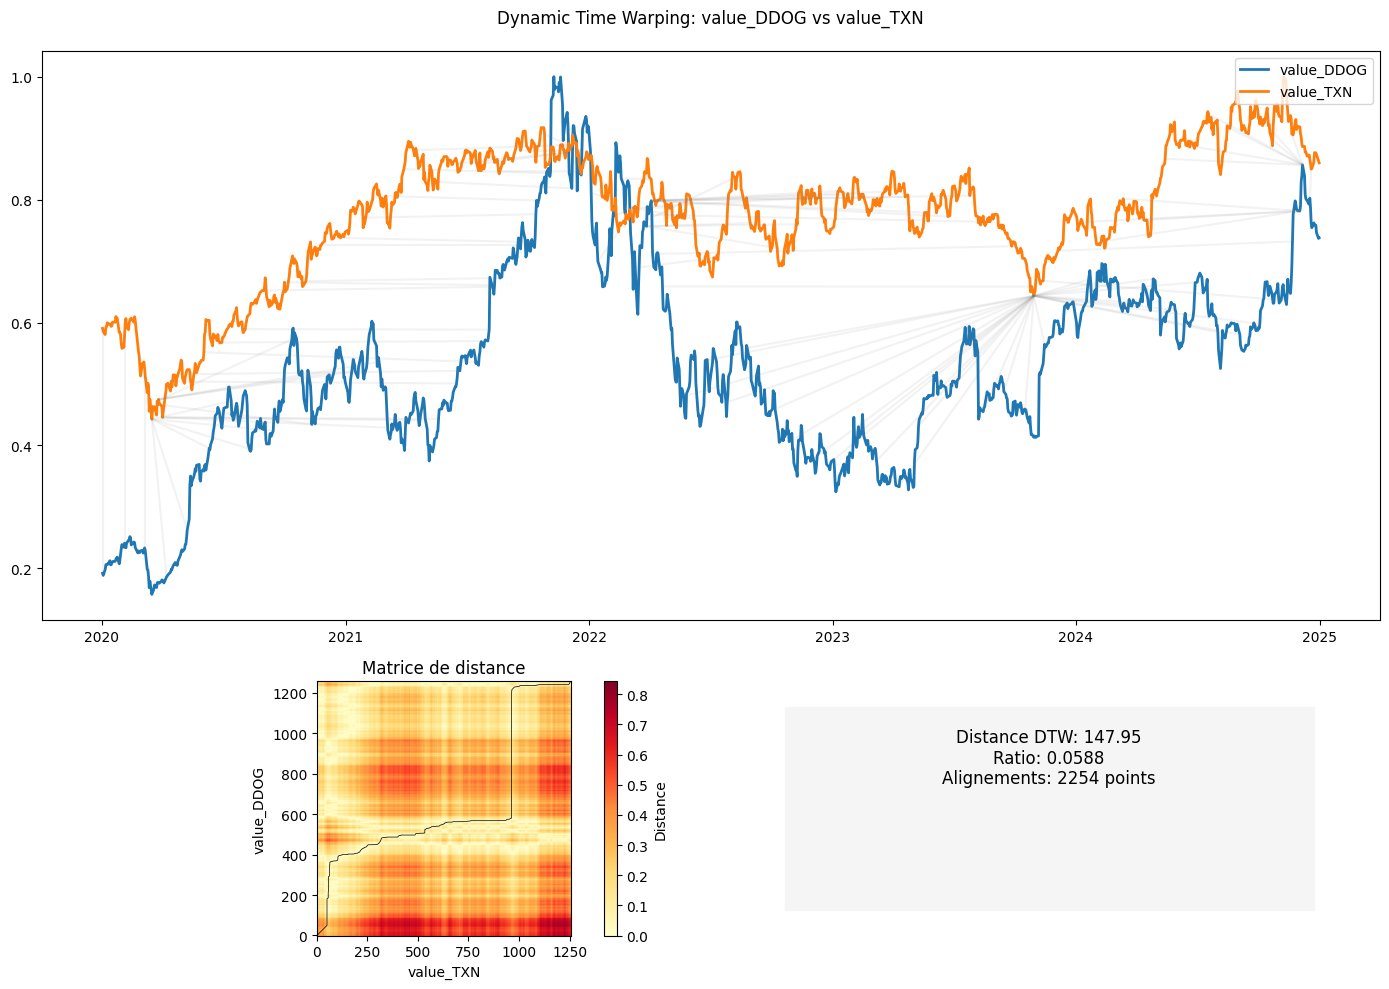 Dynamic Time Warping: value_DDOG vs value_TXN
1.0
0.8
0.6
0.4
0.2
value_DDOG
value_TXN
2020 2021 2022 2023 2024 2025
Matrice de distance
value_DDOG
1200
1000
800
600
400
200
0
0 250 500 750 1000 1250
value_TXN
0.8
0.7
0.6
0.5
0.4
0.3
0.2
0.1
0.0
Distance
Distance DTW: 147.95
Ratio: 0.0588
Alignements: 2254 points